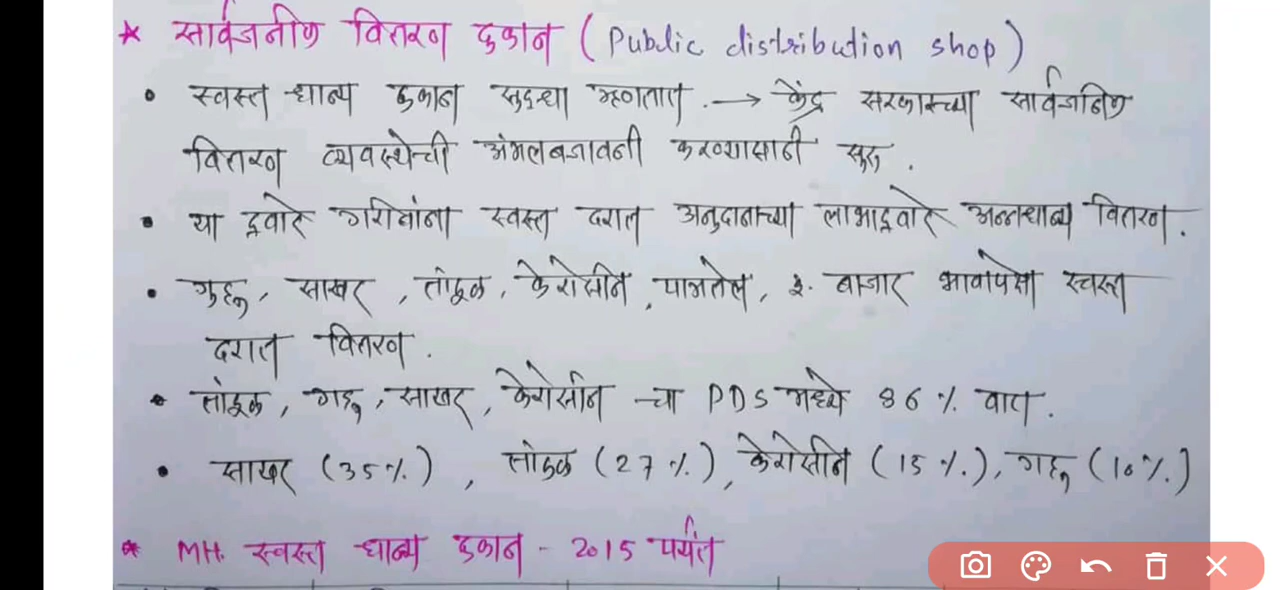 * सार्वजनीक वितरण दुकान ( Public distribution shop )
• स्वस्त धान्य दुकान सुद्धा म्हणतात. → केंद्र सरकारच्या सार्वजनिक
वितरण व्यवस्थेची अंमलबजावनी करण्यासाठी सुरु .
• या द्वारे गरीबांना स्वस्त दरात अनुदानाच्या लाभाद्वारे अन्नधान्य वितरण .
• गहु, साखर , तांदूळ, केरोसीन, पामतेल, इ. बाजार भावापेक्षा स्वस्त
दरात वितरण .
• तांदूळ, गहु, साखर, केरोसीन चा PDS मध्ये 86 % वाटा .
• साखर (35%) , तांदूळ (27 %), केरोसीन (15 %), गहु (10%)
* MH. स्वस्त धान्य दुकान - 2015 पर्यंत